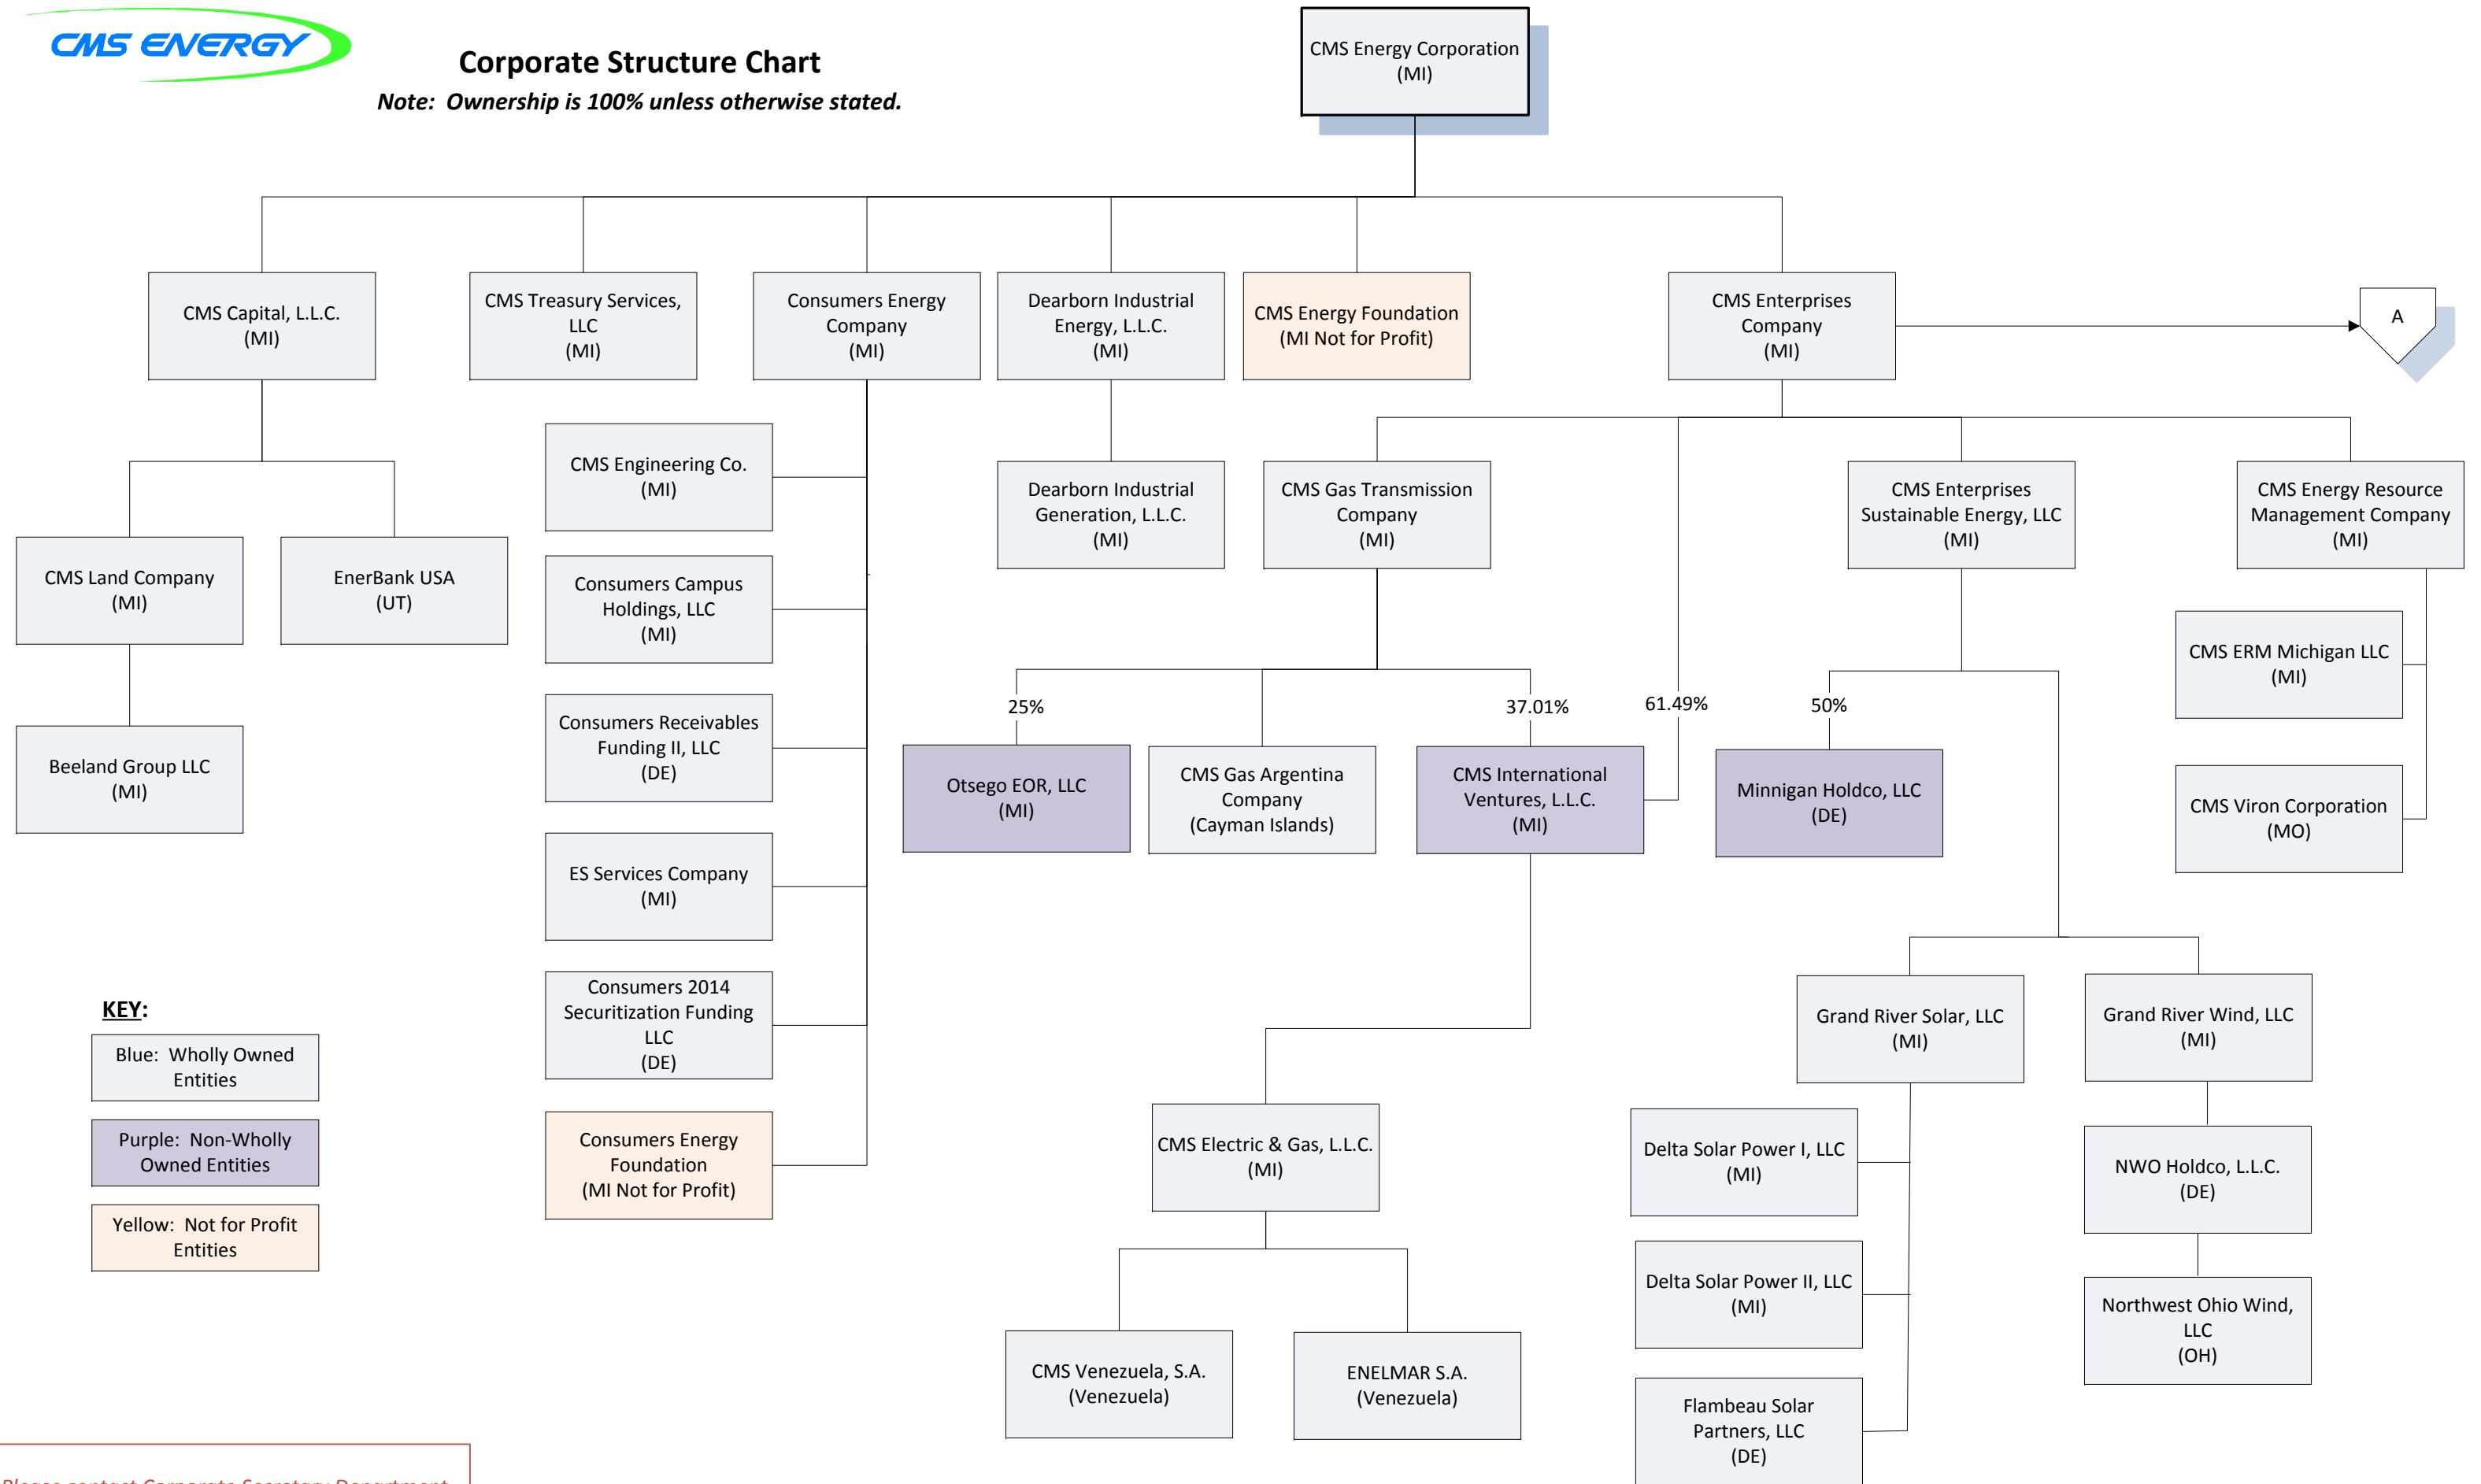 CMS ENERGY
Corporate Structure Chart
Note:  Ownership is 100% unless otherwise stated.
CMS Energy Corporation
(MI)
CMS Capital, L.L.C.
(MI)
CMS Treasury Services,
LLC
(MI)
Consumers Energy
Company
(MI)
Dearborn Industrial
Energy, L.L.C.
(MI)
CMS Energy Foundation
(MI Not for Profit)
CMS Enterprises
Company
(MI)
A
CMS Engineering Co.
(MI)
Dearborn Industrial
Generation, L.L.C.
(MI)
CMS Gas Transmission
Company
(MI)
CMS Enterprises
Sustainable Energy, LLC
(MI)
CMS Energy Resource
Management Company
(MI)
CMS Land Company
(MI)
EnerBank USA
(UT)
Consumers Campus
Holdings, LLC
(MI)
CMS ERM Michigan LLC
(MI)
25%
37.01%
61.49%
50%
Beeland Group LLC
(MI)
Consumers Receivables
Funding II, LLC
(DE)
Otsego EOR, LLC
(MI)
CMS Gas Argentina
Company
(Cayman Islands)
CMS International
Ventures, L.L.C.
(MI)
Minnigan Holdco, LLC
(DE)
CMS Viron Corporation
(MO)
ES Services Company
(MI)
Consumers 2014
Securitization Funding
LLC
(DE)
Grand River Solar, LLC
(MI)
Grand River Wind, LLC
(MI)
KEY:
Blue:  Wholly Owned
Entities
Purple:  Non-Wholly
Owned Entities
Yellow:  Not for Profit
Entities
Consumers Energy
Foundation
(MI Not for Profit)
CMS Electric & Gas, L.L.C.
(MI)
Delta Solar Power I, LLC
(MI)
NWO Holdco, L.L.C.
(DE)
Delta Solar Power II, LLC
(MI)
Northwest Ohio Wind,
LLC
(OH)
CMS Venezuela, S.A.
(Venezuela)
ENELMAR S.A.
(Venezuela)
Flambeau Solar
Partners, LLC
(DE)
Please contact Corporate Secretary Department